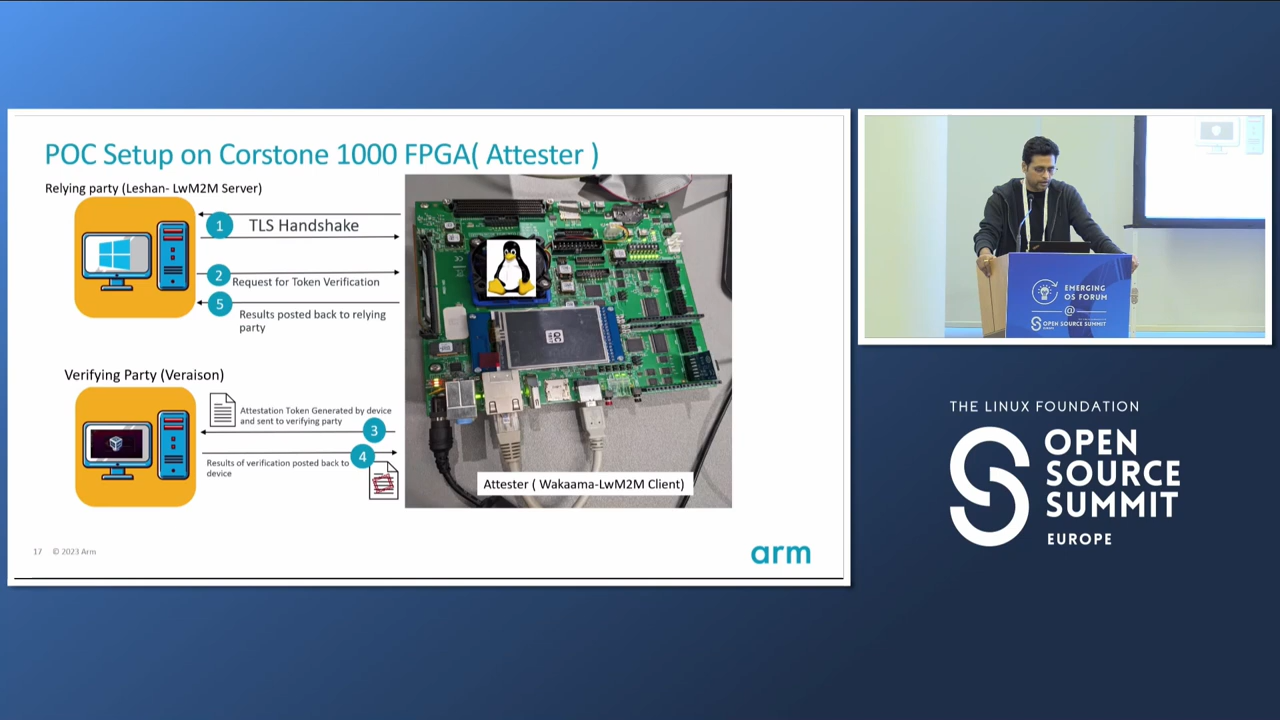 POC Setup on Corstone 1000 FPGA( Attester )
Relying party (Leshan- LwM2M Server)
1
TLS Handshake
2
Request for Token Verification
5
Results posted back to relying
party
Verifying Party (Veraison)
Attestation Token Generated by device
and sent to verifying party
3
4
Results of verification posted back to
device
Attester ( Wakaama-LwM2M Client)
17 © 2023 Arm
arm
EMERGING
OS FORUM
@
OPEN SOURCE SUMMIT
EUROPE
THE LINUX FOUNDATION
OPEN
SOURCE
SUMMIT
EUROPE